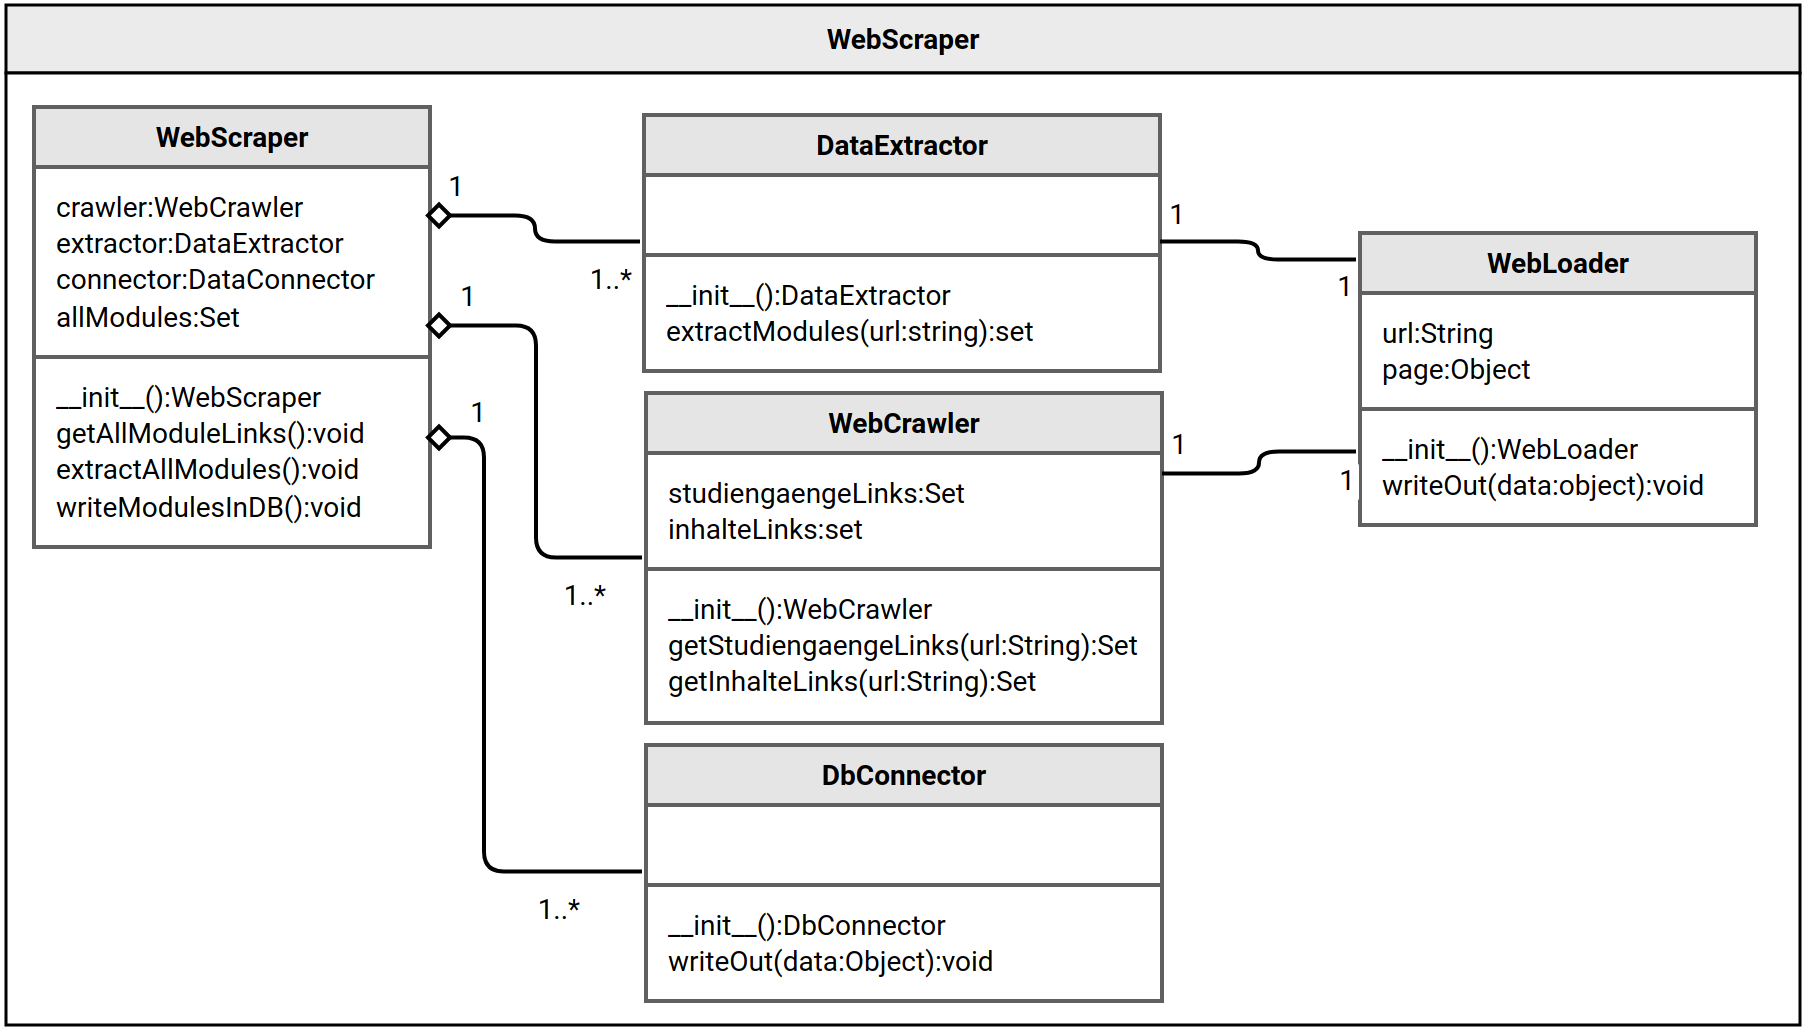 WebScraper
WebScraper
crawler:WebCrawler
extractor:DataExtractor
connector:DataConnector
allModules:Set
__init__():WebScraper
getAllModuleLinks():void
extractAllModules():void
writeModulesInDB():void
1
1..*
1
1..*
1
1..*
DataExtractor
__init__():DataExtractor
extractModules(url:string):set
WebCrawler
studiengaengeLinks:Set
inhalteLinks:set
__init__():WebCrawler
getStudiengaengeLinks(url:String):Set
getInhalteLinks(url:String):Set
DbConnector
__init__():DbConnector
writeOut(data:Object):void
1
1
1
1
WebLoader
url:String
page:Object
__init__():WebLoader
writeOut(data:object):void